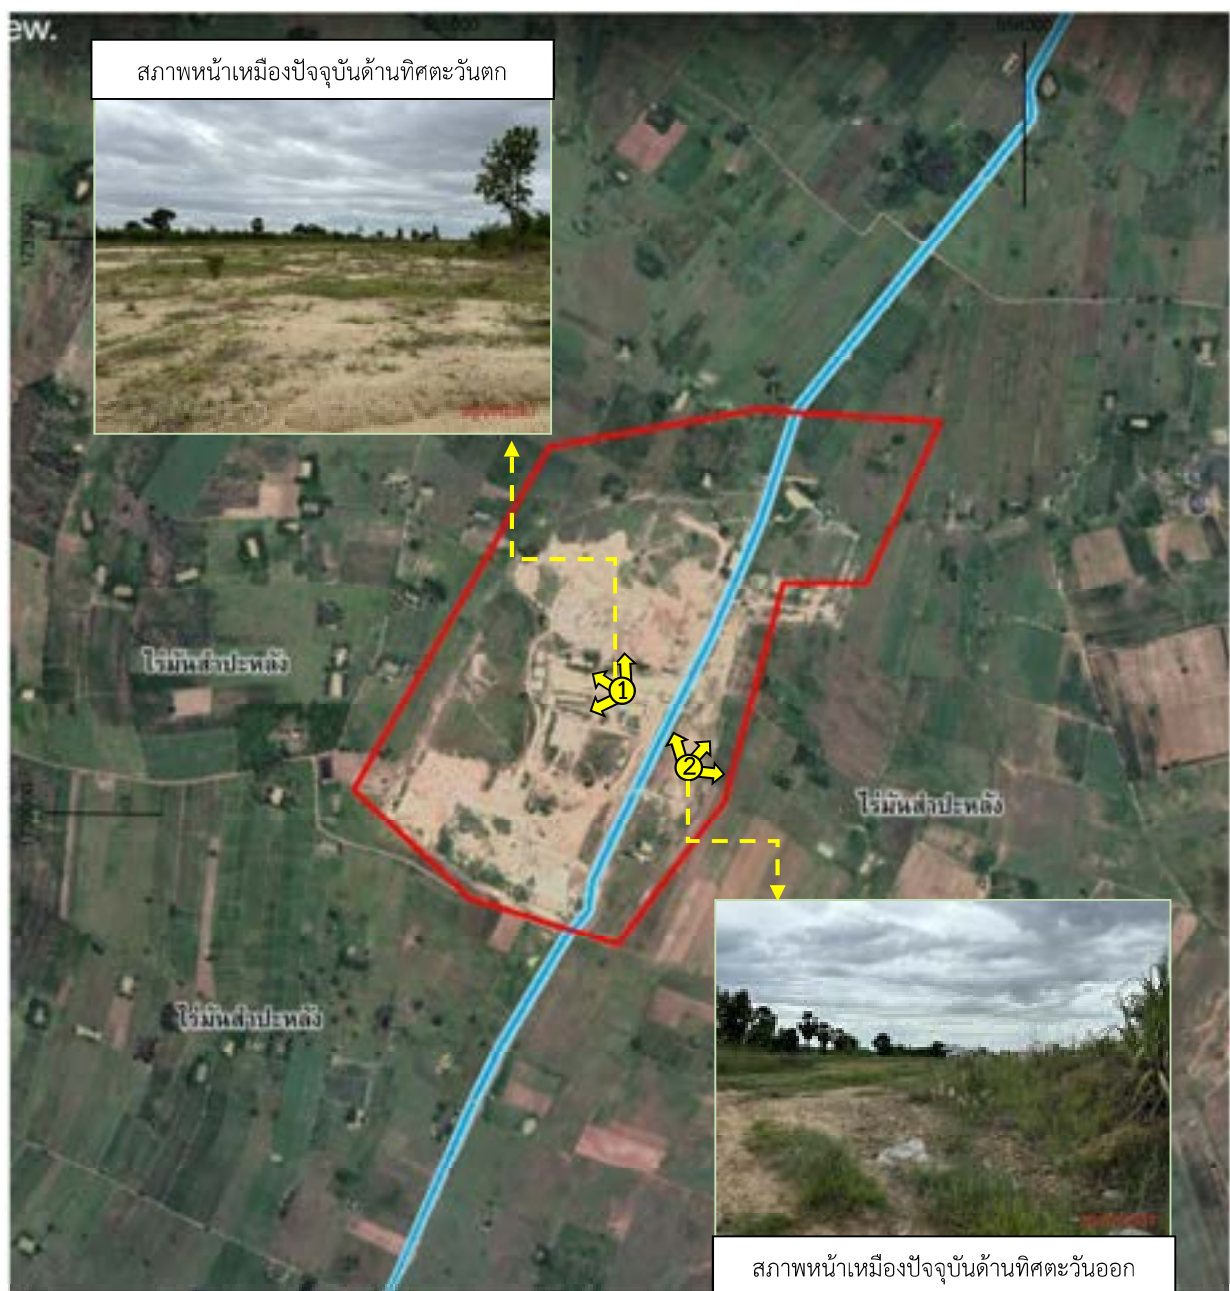 ew.
สภาพหน้าเหมืองปัจจุบันด้านทิศตะวันตก
ไร่มันสำปะหลัง
1
2
ไร่มันสำปะหลัง
ไร่มันสำปะหลัง
สภาพหน้าเหมืองปัจจุบันด้านทิศตะวันออก